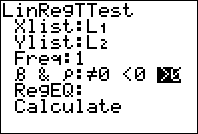 LinRegTTest
Xlist:L₁
Ylist:L₂
Freq:1
β & ρ:≠0 <0 >0
RegEQ:
Calculate